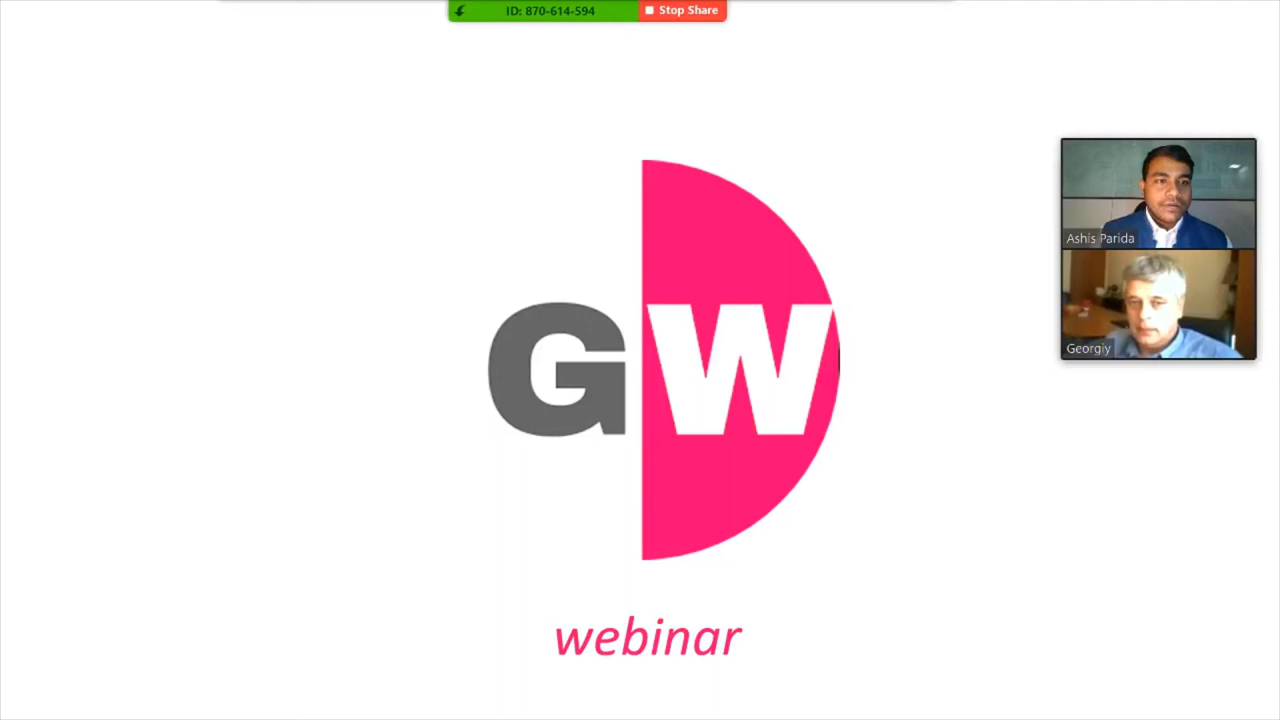 ID: 870-614-594
Stop Share
Ashis Parida
Georgiy
GW
webinar